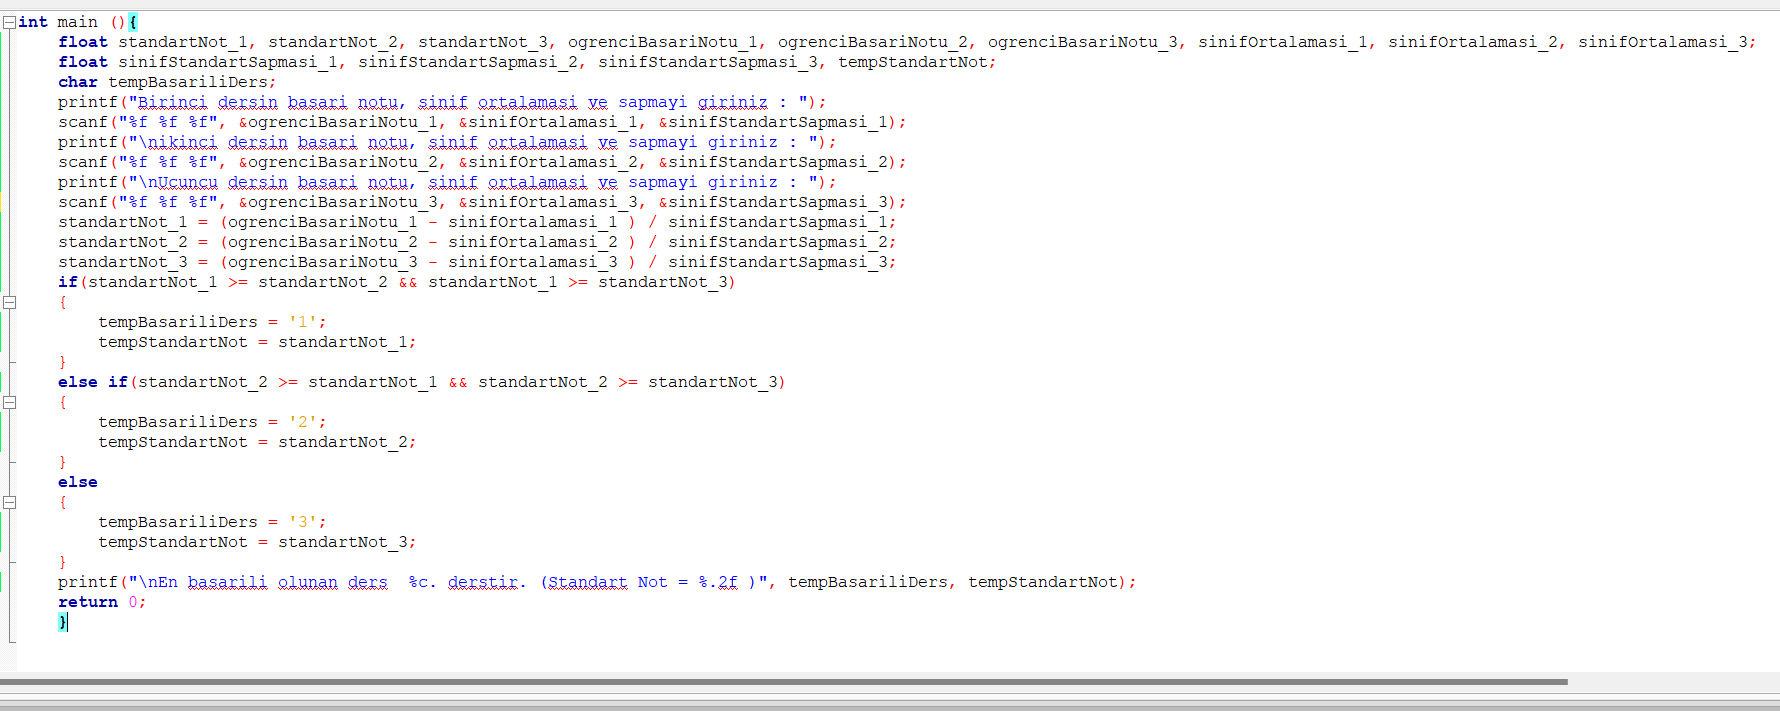 int main (){
    float standartNot_1, standartNot_2, standartNot_3, ogrenciBasariNotu_1, ogrenciBasariNotu_2, ogrenciBasariNotu_3, sinifOrtalamasi_1, sinifOrtalamasi_2, sinifOrtalamasi_3;
    float sinifStandartSapmasi_1, sinifStandartSapmasi_2, sinifStandartSapmasi_3, tempStandartNot;
    char tempBasariliDers;
    printf("Birinci dersin basari notu, sinif ortalamasi ve sapmayi giriniz : ");
    scanf("%f %f %f", &ogrenciBasariNotu_1, &sinifOrtalamasi_1, &sinifStandartSapmasi_1);
    printf("\nikinci dersin basari notu, sinif ortalamasi ve sapmayi giriniz : ");
    scanf("%f %f %f", &ogrenciBasariNotu_2, &sinifOrtalamasi_2, &sinifStandartSapmasi_2);
    printf("\nUcuncu dersin basari notu, sinif ortalamasi ve sapmayi giriniz : ");
    scanf("%f %f %f", &ogrenciBasariNotu_3, &sinifOrtalamasi_3, &sinifStandartSapmasi_3);
    standartNot_1 = (ogrenciBasariNotu_1 - sinifOrtalamasi_1 ) / sinifStandartSapmasi_1;
    standartNot_2 = (ogrenciBasariNotu_2 - sinifOrtalamasi_2 ) / sinifStandartSapmasi_2;
    standartNot_3 = (ogrenciBasariNotu_3 - sinifOrtalamasi_3 ) / sinifStandartSapmasi_3;
    if(standartNot_1 >= standartNot_2 && standartNot_1 >= standartNot_3)
    {
        tempBasariliDers = '1';
        tempStandartNot = standartNot_1;
    }
    else if(standartNot_2 >= standartNot_1 && standartNot_2 >= standartNot_3)
    {
        tempBasariliDers = '2';
        tempStandartNot = standartNot_2;
    }
    else
    {
        tempBasariliDers = '3';
        tempStandartNot = standartNot_3;
    }
    printf("\nEn basarili olunan ders  %c. derstir. (Standart Not = %.2f )", tempBasariliDers, tempStandartNot);
    return 0;
    }